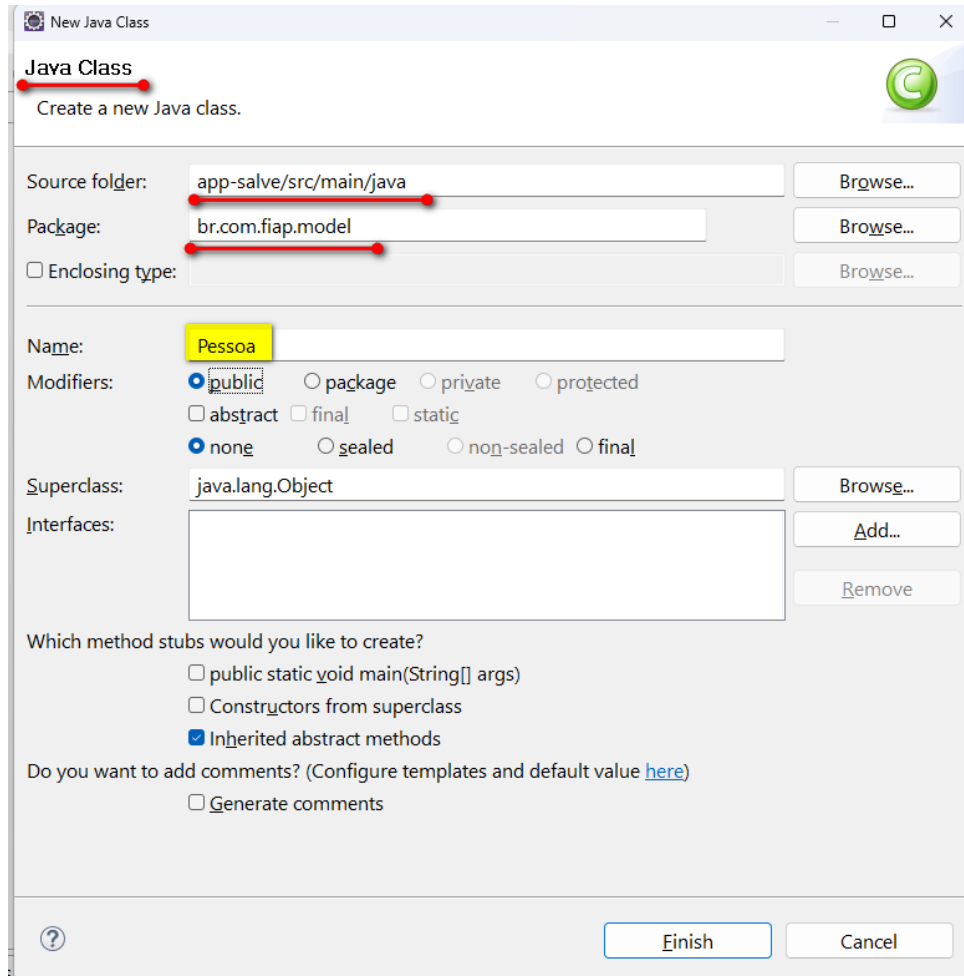 New Java Class
Java Class
Create a new Java class.
Source folder: app-salve/src/main/java Browse...
Package: br.com.fiap.model Browse...
Enclosing type: Browse...
Name: Pessoa
Modifiers: public package private protected
abstract final static
none sealed non-sealed final
Superclass: java.lang.Object Browse...
Interfaces: Add...
Remove
Which method stubs would you like to create?
public static void main(String[] args)
Constructors from superclass
Inherited abstract methods
Do you want to add comments? (Configure templates and default value here)
Generate comments
? Finish Cancel